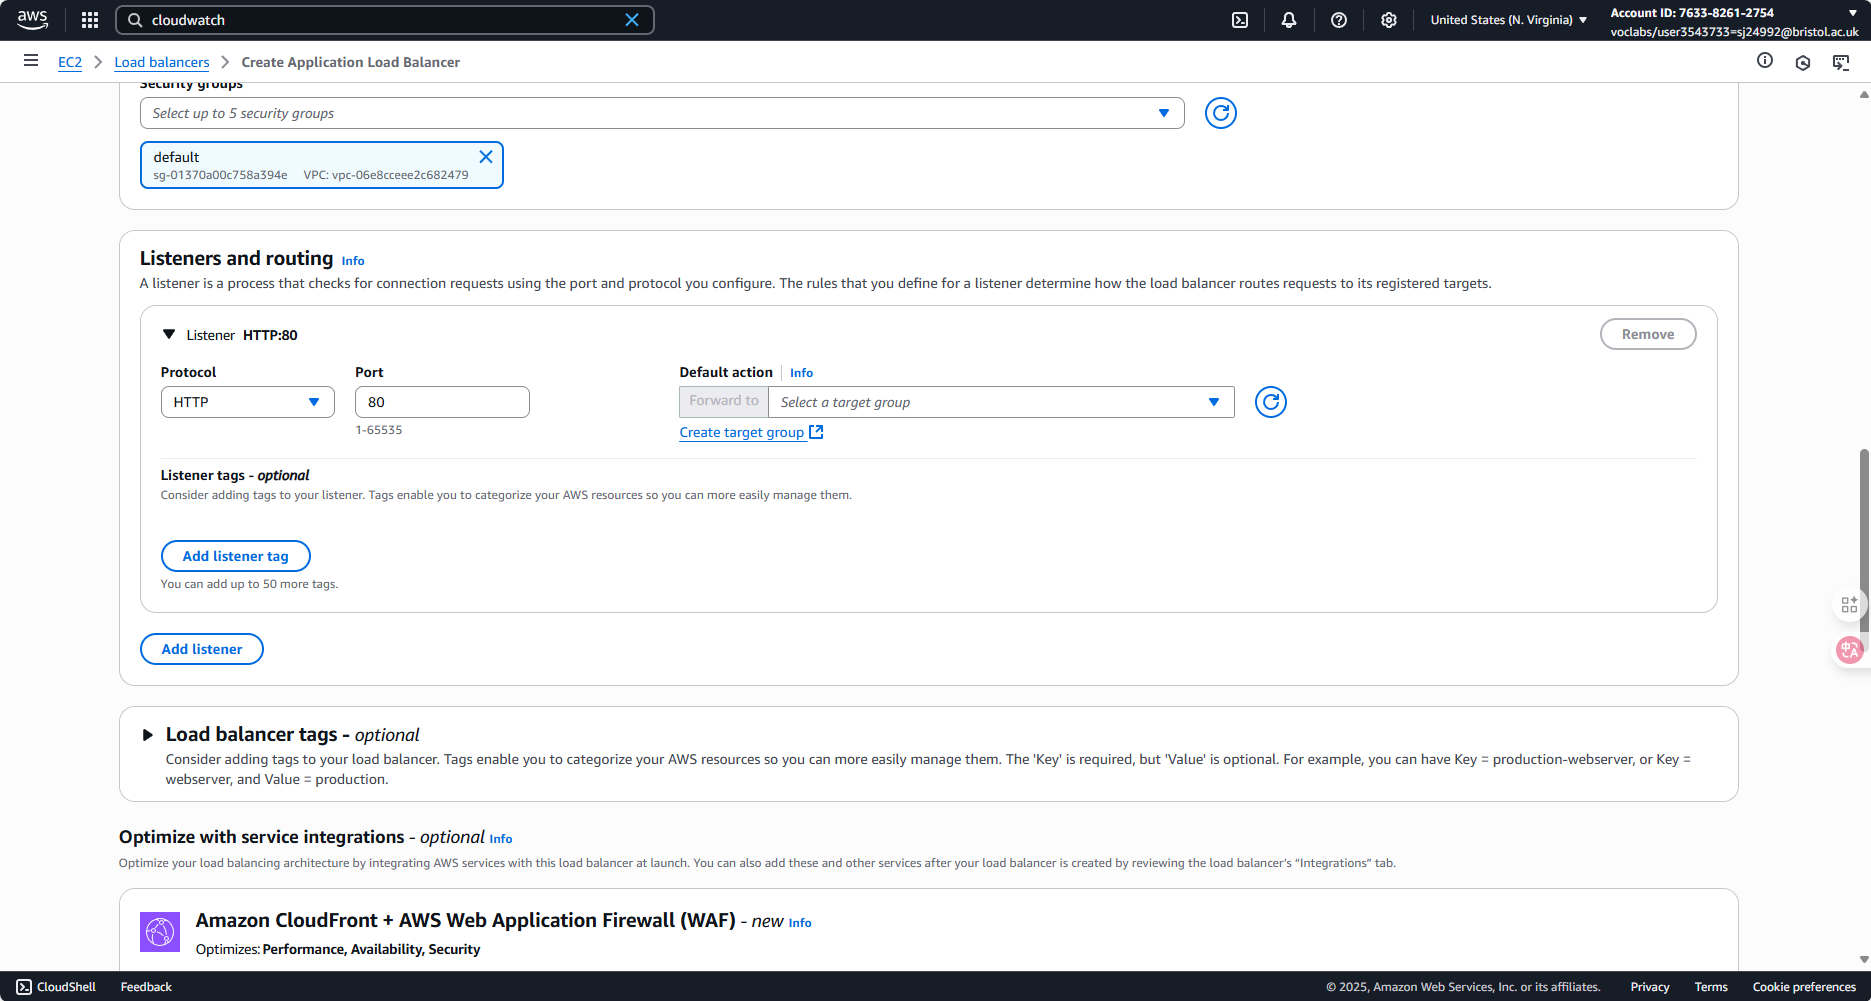 aws
cloudwatch
United States (N. Virginia)
Account ID: 7633-8261-2754
voclabs/user3543733=sj24992@bristol.ac.uk
EC2 > Load balancers > Create Application Load Balancer
Security groups
Select up to 5 security groups
default
sg-01370a00c758a394e VPC: vpc-06e8cceee2c682479
Listeners and routing Info
A listener is a process that checks for connection requests using the port and protocol you configure. The rules that you define for a listener determine how the load balancer routes requests to its registered targets.
Listener HTTP:80
Remove
Protocol Port Default action Info
HTTP 80 Forward to Select a target group
1-65535
Create target group
Listener tags - optional
Consider adding tags to your listener. Tags enable you to categorize your AWS resources so you can more easily manage them.
Add listener tag
You can add up to 50 more tags.
Add listener
Load balancer tags - optional
Consider adding tags to your load balancer. Tags enable you to categorize your AWS resources so you can more easily manage them. The 'Key' is required, but 'Value' is optional. For example, you can have Key = production-webserver, or Key =
webserver, and Value = production.
Optimize with service integrations - optional Info
Optimize your load balancing architecture by integrating AWS services with this load balancer at launch. You can also add these and other services after your load balancer is created by reviewing the load balancer's “Integrations” tab.
Amazon CloudFront + AWS Web Application Firewall (WAF) - new Info
Optimizes: Performance, Availability, Security
CloudShell Feedback © 2025, Amazon Web Services, Inc. or its affiliates. Privacy Terms Cookie preferences